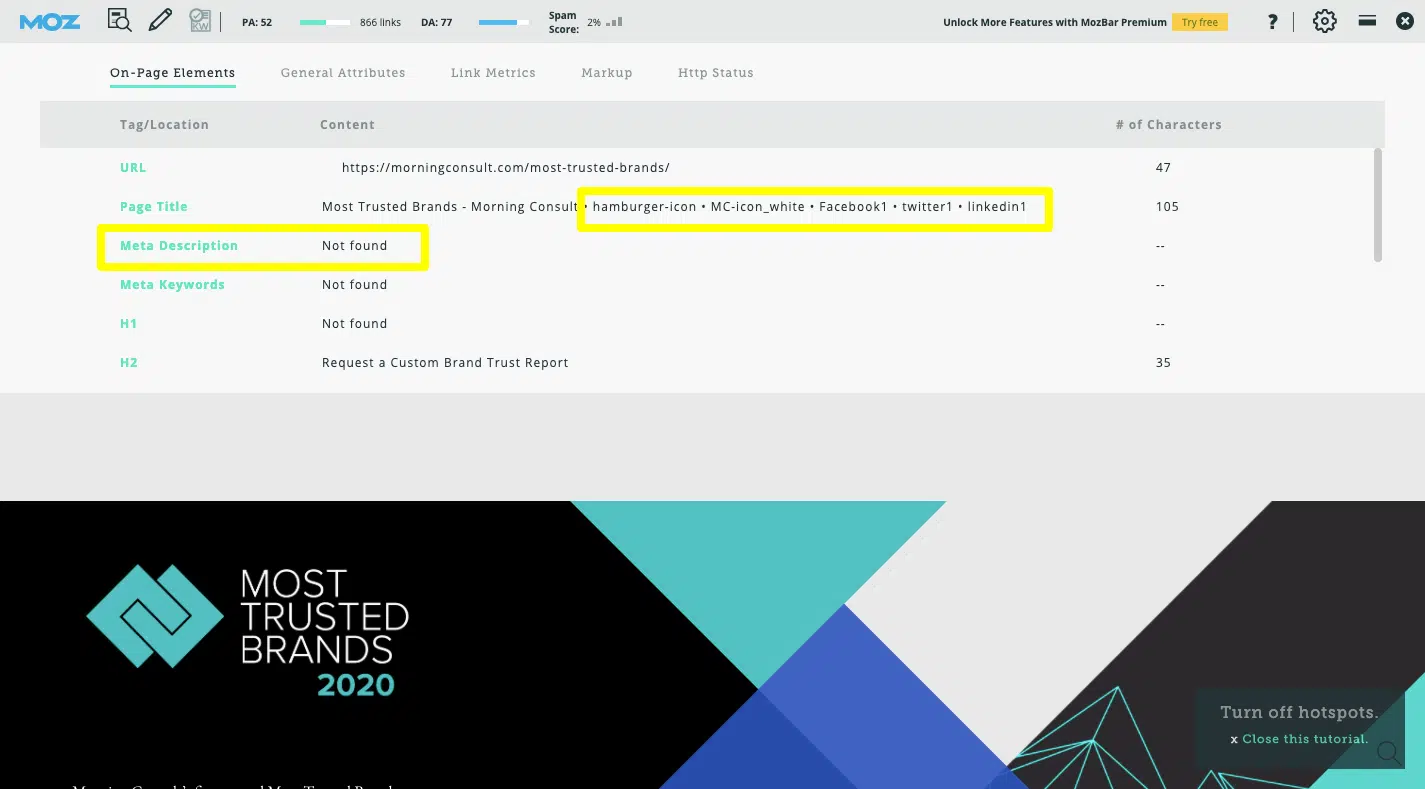 MOZ
KW
PA: 52
866 links
DA: 77
Spam Score:
2%
Unlock More Features with MozBar Premium
Try free
?
On-Page Elements General Attributes Link Metrics Markup Http Status
Tag/Location Content # of Characters
URL https://morningconsult.com/most-trusted-brands/ 47
Page Title Most Trusted Brands - Morning Consult • hamburger-icon • MC-icon_white • Facebook1 • twitter1 • linkedin1 105
Meta Description Not found --
Meta Keywords Not found --
H1 Not found --
H2 Request a Custom Brand Trust Report 35
MOST
TRUSTED
BRANDS
2020
Turn off hotspots.
x Close this tutorial.